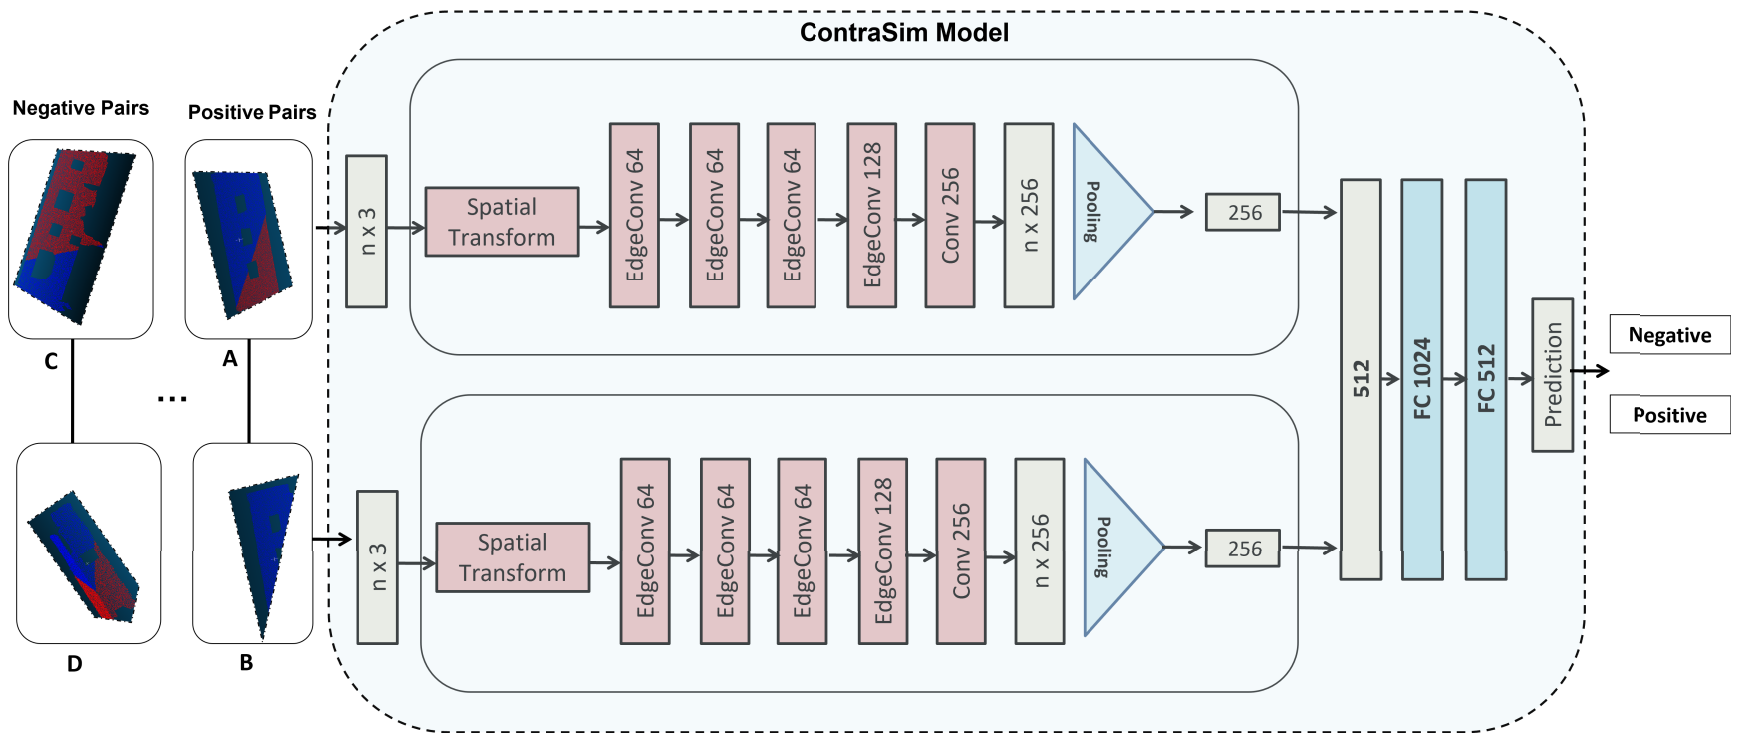 ContraSim Model
Negative Pairs
Positive Pairs
C
A
...
D
B
n x 3
Spatial
Transform
EdgeConv 64
EdgeConv 64
EdgeConv 64
EdgeConv 128
Conv 256
n x 256
Pooling
256
n x 3
Spatial
Transform
EdgeConv 64
EdgeConv 64
EdgeConv 64
EdgeConv 128
Conv 256
n x 256
Pooling
256
512
FC 1024
FC 512
Prediction
Negative
Positive